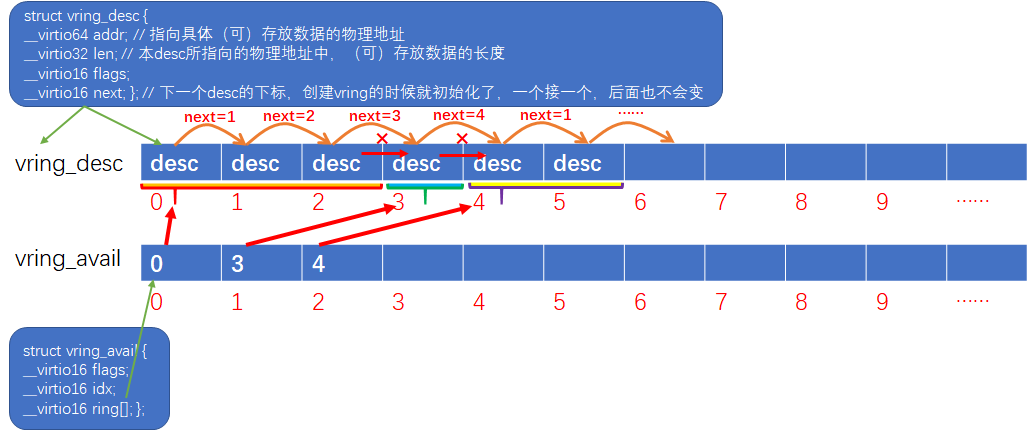 struct vring_desc {
__virtio64 addr; // 指向具体（可）存放数据的物理地址
__virtio32 len; // 本desc所指向的物理地址中，（可）存放数据的长度
__virtio16 flags;
__virtio16 next; }; // 下一个desc的下标，创建vring的时候就初始化了，一个接一个，后面也不会变
next=1 next=2 next=3 next=4 next=1 ······
vring_desc desc desc desc desc desc desc
0 1 2 3 4 5 6 7 8 9 ······
vring_avail 0 3 4
0 1 2 3 4 5 6 7 8 9 ······
struct vring_avail {
__virtio16 flags;
__virtio16 idx;
__virtio16 ring[]; };